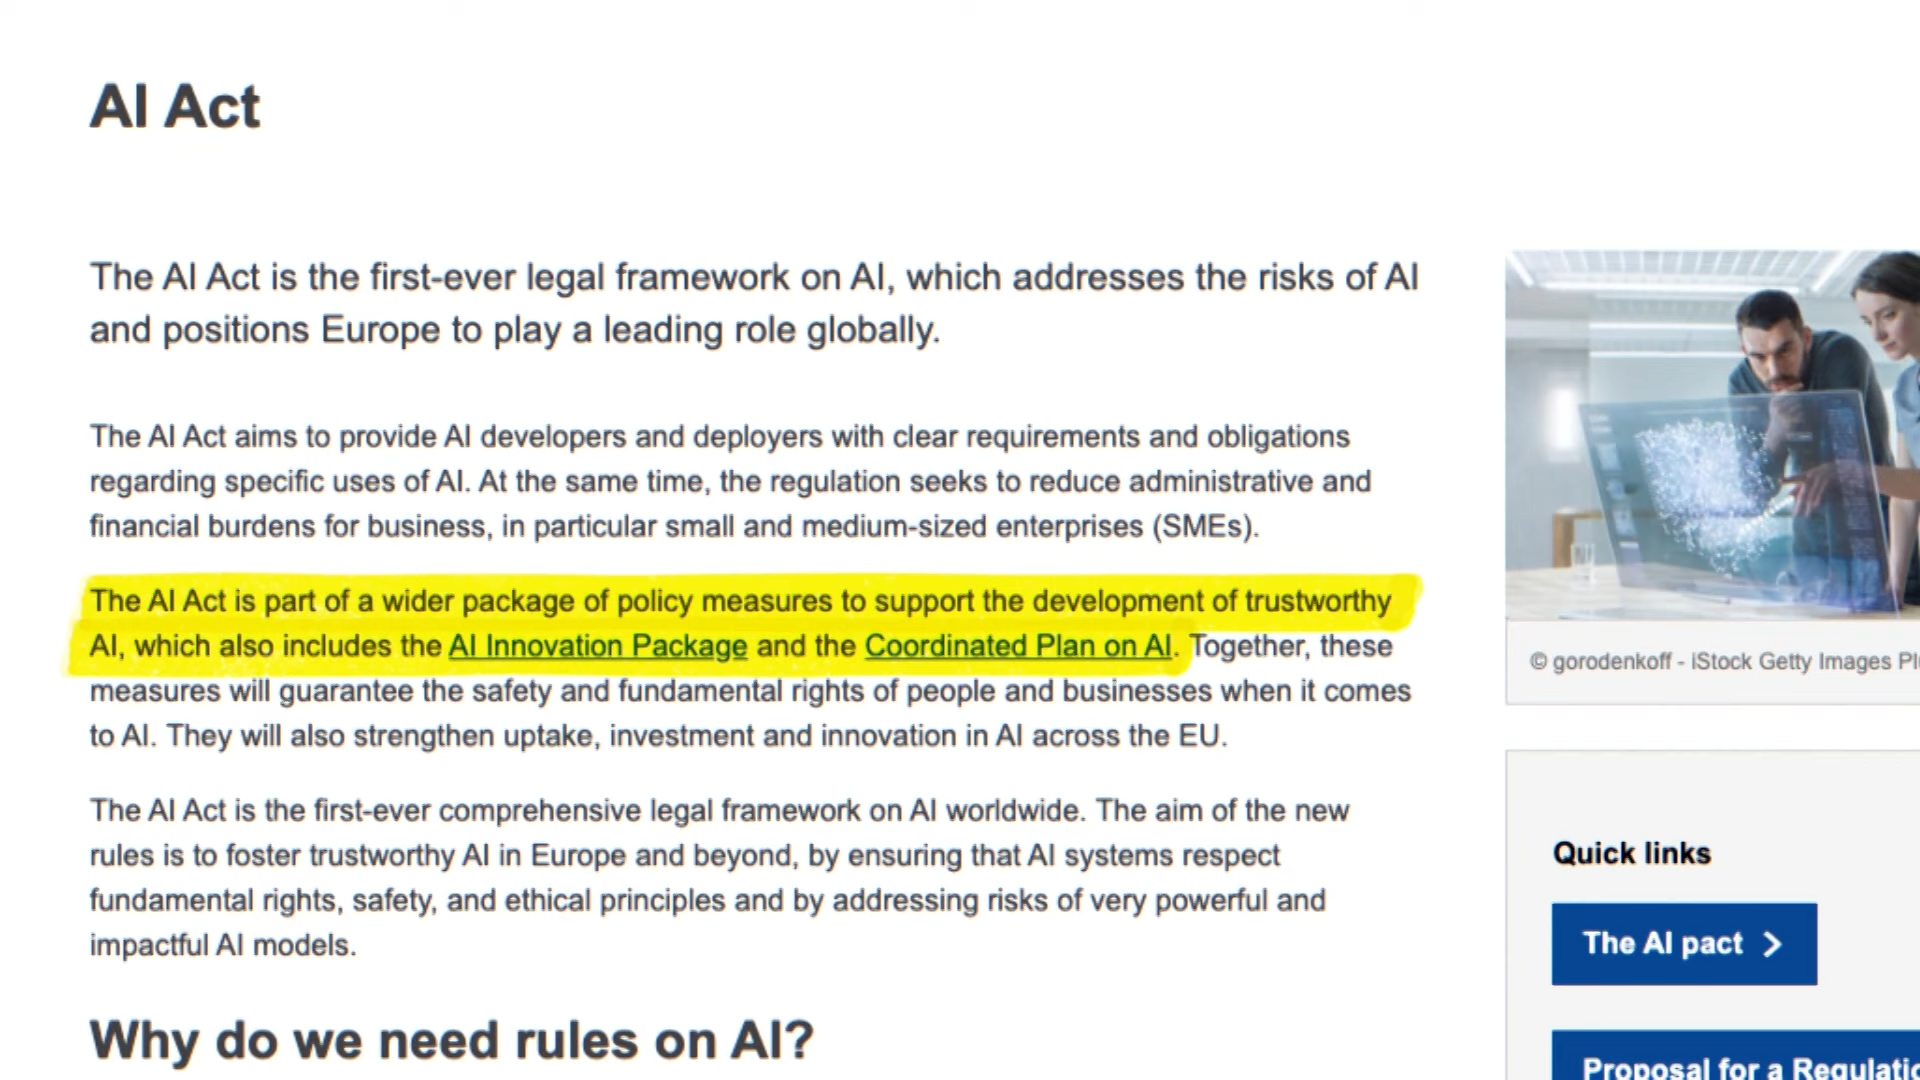 AI Act
The AI Act is the first-ever legal framework on AI, which addresses the risks of AI
and positions Europe to play a leading role globally.
The AI Act aims to provide AI developers and deployers with clear requirements and obligations
regarding specific uses of AI. At the same time, the regulation seeks to reduce administrative and
financial burdens for business, in particular small and medium-sized enterprises (SMEs).
The AI Act is part of a wider package of policy measures to support the development of trustworthy
AI, which also includes the AI Innovation Package and the Coordinated Plan on AI. Together, these
measures will guarantee the safety and fundamental rights of people and businesses when it comes
to AI. They will also strengthen uptake, investment and innovation in AI across the EU.
The AI Act is the first-ever comprehensive legal framework on AI worldwide. The aim of the new
rules is to foster trustworthy AI in Europe and beyond, by ensuring that AI systems respect
fundamental rights, safety, and ethical principles and by addressing risks of very powerful and
impactful AI models.
Why do we need rules on AI?
© gorodenkoff - iStock Getty Images
Quick links
The AI pact
Proposal for a